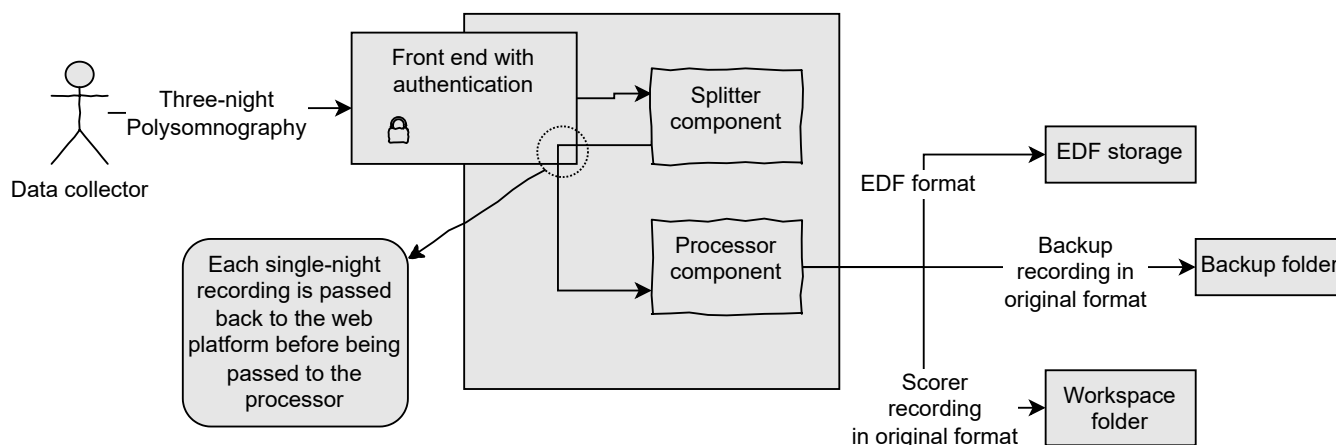 Front end with
authentication
Three-night
Polysomnography
Data collector
Splitter
component
EDF storage
EDF format
Processor
component
Backup
recording in
original format
Backup folder
Each single-night
recording is passed
back to the web
platform before being
passed to the
processor
Scorer
recording
in original format
Workspace
folder